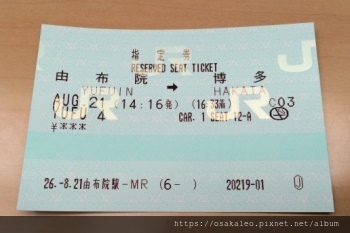 指定券
RESERVED SEAT TICKET
由布院 → 博多
YUFUIN HAKATA
AUG.21 (14:16発) (16:33着) C03
YUFU 4 CAR. 1 SEAT 12-A
¥***
26.-8.21由布院駅-MR (6- ) 20219-01
https://osakaleo.pixnet.net/album